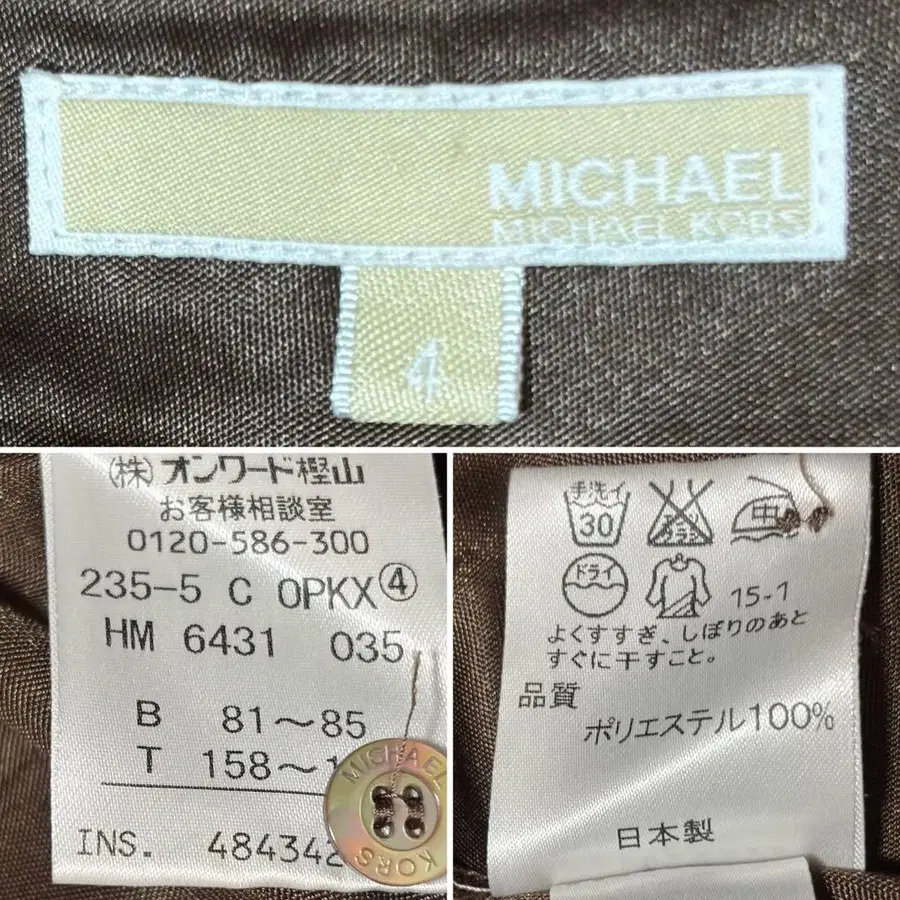 MICHAEL
MICHAEL KORS
4
(株)オンワード樫山
お客様相談室
0120-586-300
235-5 C OPKX④
HM 6431 035
B 81〜85
T 158〜1
INS. 484342
MICHAEL
KORS
手洗イ
30
中
ドライ
15-1
よくすすぎ、しぼりのあと
すぐに干すこと。
品質
ポリエステル100%
日本製